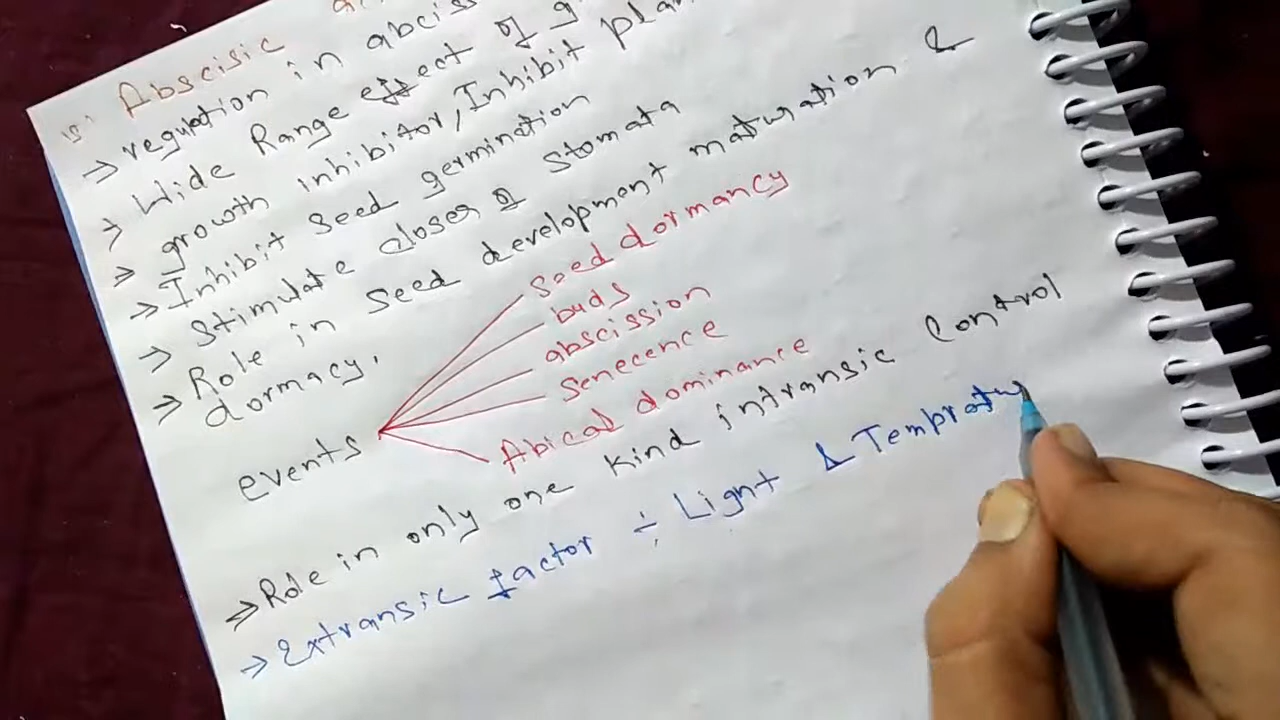 Abscisic
→ regulation in abcis
→ Wide Range effect of g
→ growth inhibitor, Inhibit plan
→ Inhibit seed germination
→ Stimulate closer of stomata
→ Role in seed development maturation &
dormacy.
events
seed dormancy
buds
abscission
Senecence
Abical dominance
→ Role in only one kind intransic control
→ Extransic factor ÷ Light & Tempratu